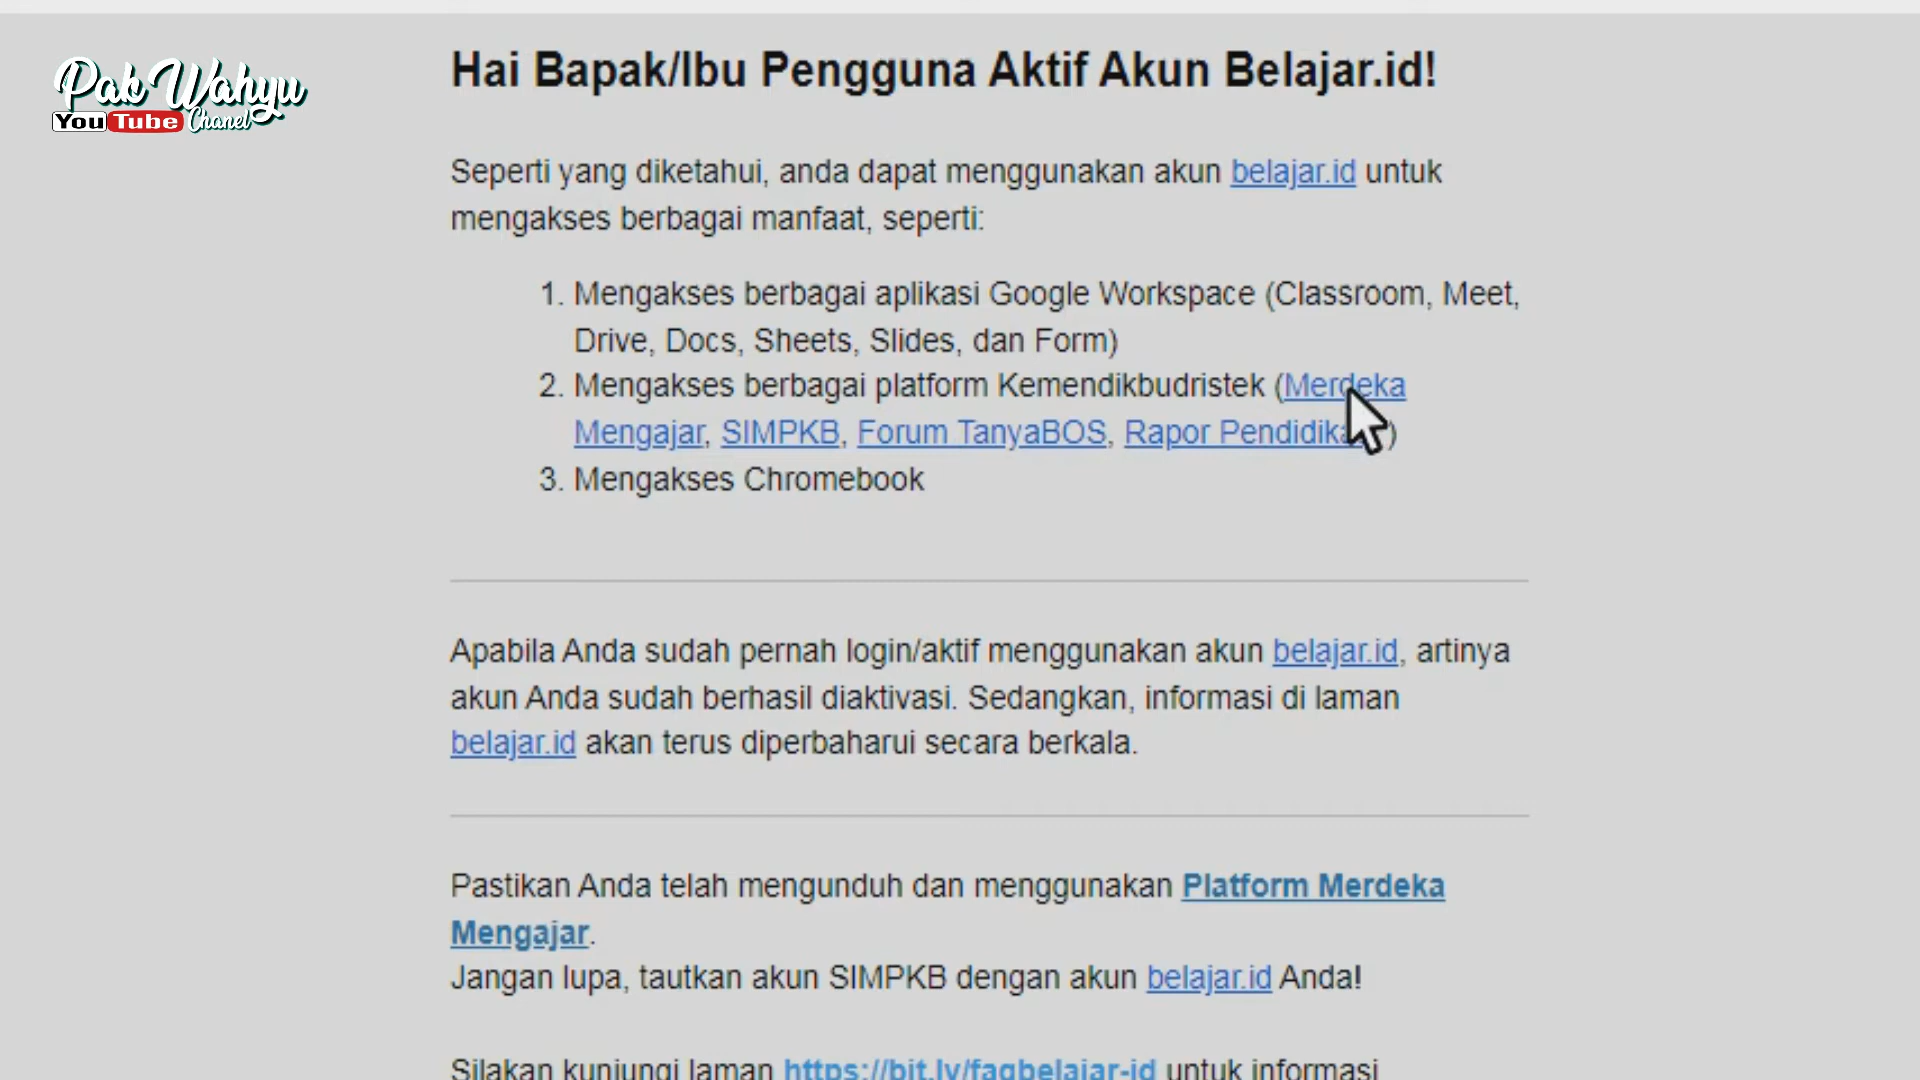 Pak Wahyu
YouTube Chanel
Hai Bapak/Ibu Pengguna Aktif Akun Belajar.id!
Seperti yang diketahui, anda dapat menggunakan akun belajar.id untuk
mengakses berbagai manfaat, seperti:
1. Mengakses berbagai aplikasi Google Workspace (Classroom, Meet,
Drive, Docs, Sheets, Slides, dan Form)
2. Mengakses berbagai platform Kemendikbudristek (Merdeka
Mengajar, SIMPKB, Forum TanyaBOS, Rapor Pendidikan)
3. Mengakses Chromebook
Apabila Anda sudah pernah login/aktif menggunakan akun belajar.id, artinya
akun Anda sudah berhasil diaktivasi. Sedangkan, informasi di laman
belajar.id akan terus diperbaharui secara berkala.
Pastikan Anda telah mengunduh dan menggunakan Platform Merdeka
Mengajar.
Jangan lupa, tautkan akun SIMPKB dengan akun belajar.id Anda!
Silakan kunjungi laman https://bit.ly/faqbelajar-id untuk informasi